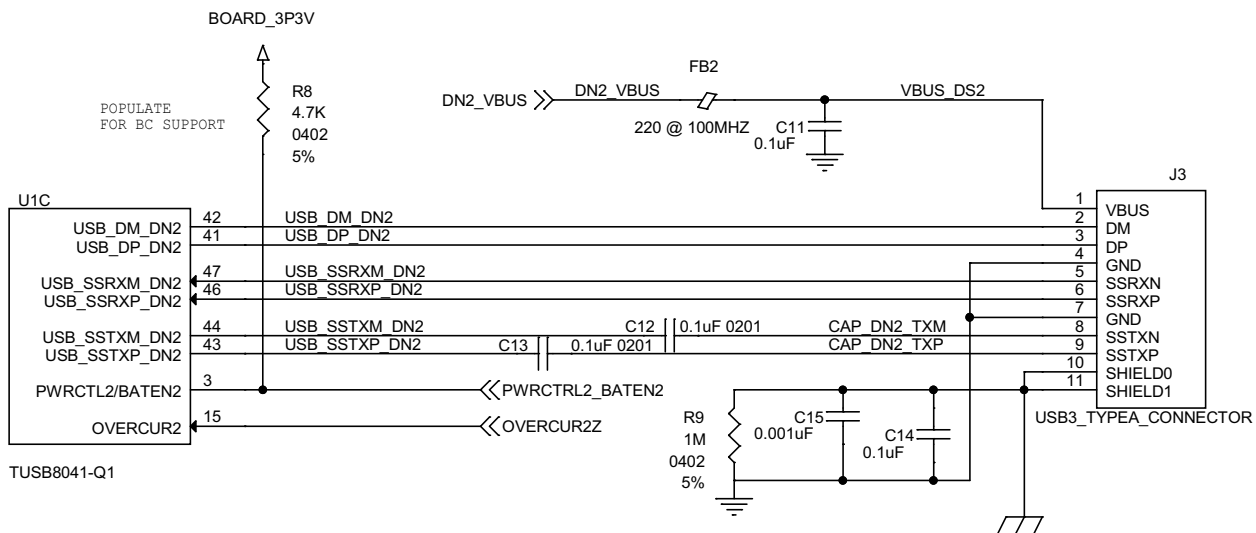 BOARD_3P3V
POPULATE
FOR BC SUPPORT
R8
4.7K
0402
5%
FB2
DN2_VBUS
DN2_VBUS
VBUS_DS2
220 @ 100MHZ
C11
0.1uF
J3
U1C
USB_DM_DN2
42
USB_DM_DN2
USB_DP_DN2
41
USB_DP_DN2
USB_SSRXM_DN2
47
USB_SSRXM_DN2
USB_SSRXP_DN2
46
USB_SSRXP_DN2
USB_SSTXM_DN2
44
USB_SSTXM_DN2
C12
0.1uF 0201
CAP_DN2_TXM
USB_SSTXP_DN2
43
USB_SSTXP_DN2
C13
0.1uF 0201
CAP_DN2_TXP
PWRCTL2/BATEN2
3
PWRCTRL2_BATEN2
OVERCUR2
15
OVERCUR2Z
TUSB8041-Q1
1
VBUS
2
DM
3
DP
4
GND
5
SSRXN
6
SSRXP
7
GND
8
SSTXN
9
SSTXP
10
SHIELD0
11
SHIELD1
USB3_TYPEA_CONNECTOR
R9
1M
0402
5%
C15
0.001uF
C14
0.1uF